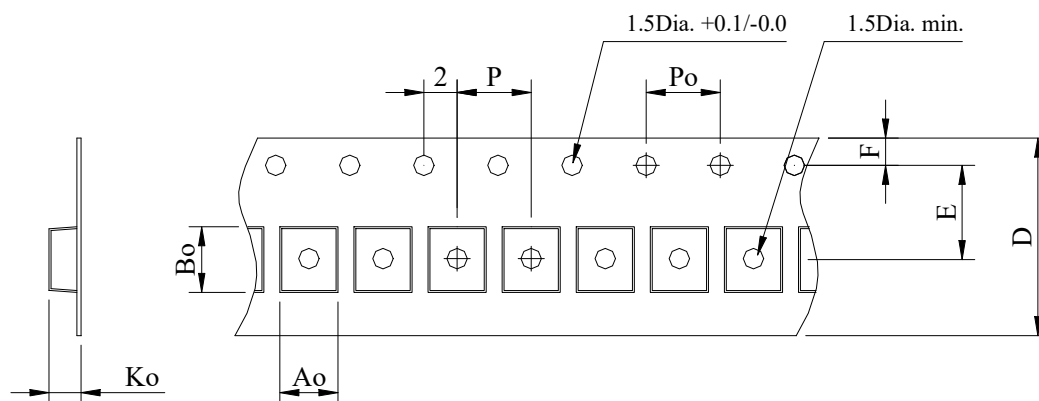 1.5Dia. +0.1/-0.0
1.5Dia. min.
2
P
Po
F
E
D
Bo
Ko
Ao